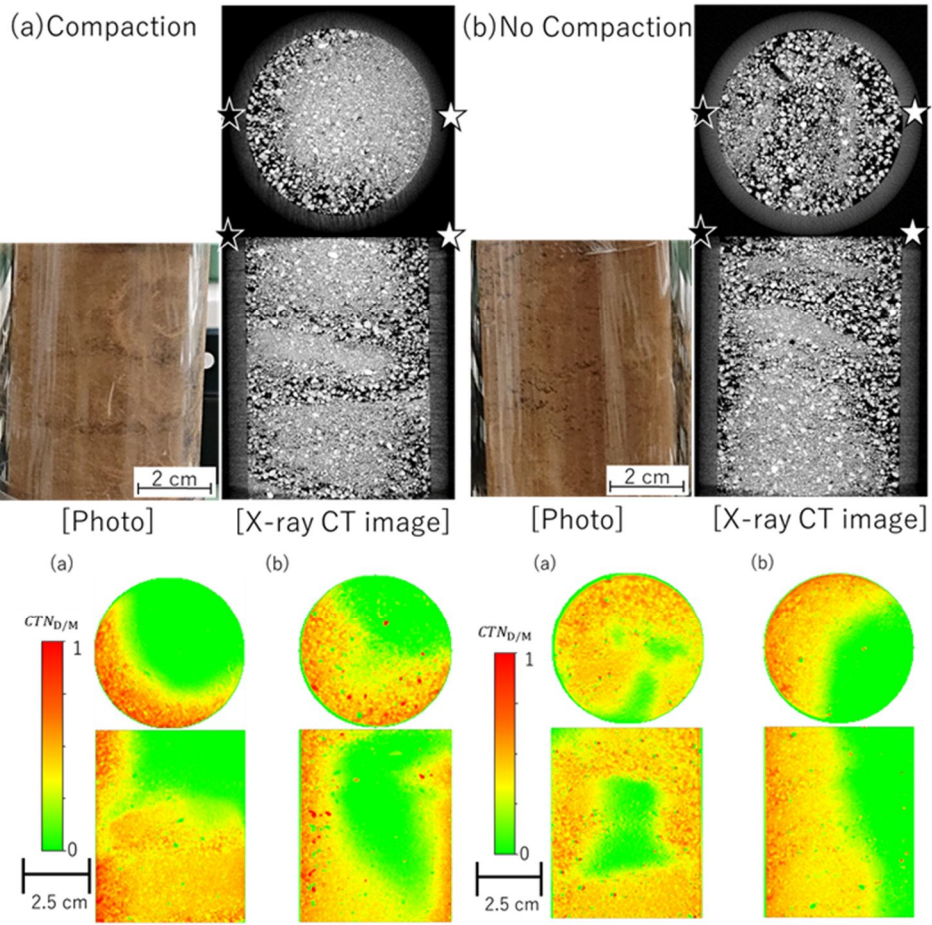 (a)Compaction
(b)No Compaction
2 cm
2 cm
[Photo]
[X-ray CT image]
[Photo]
[X-ray CT image]
(a)
(b)
(a)
(b)
CTN_D/M
1
0
2.5 cm
CTN_D/M
1
0
2.5 cm